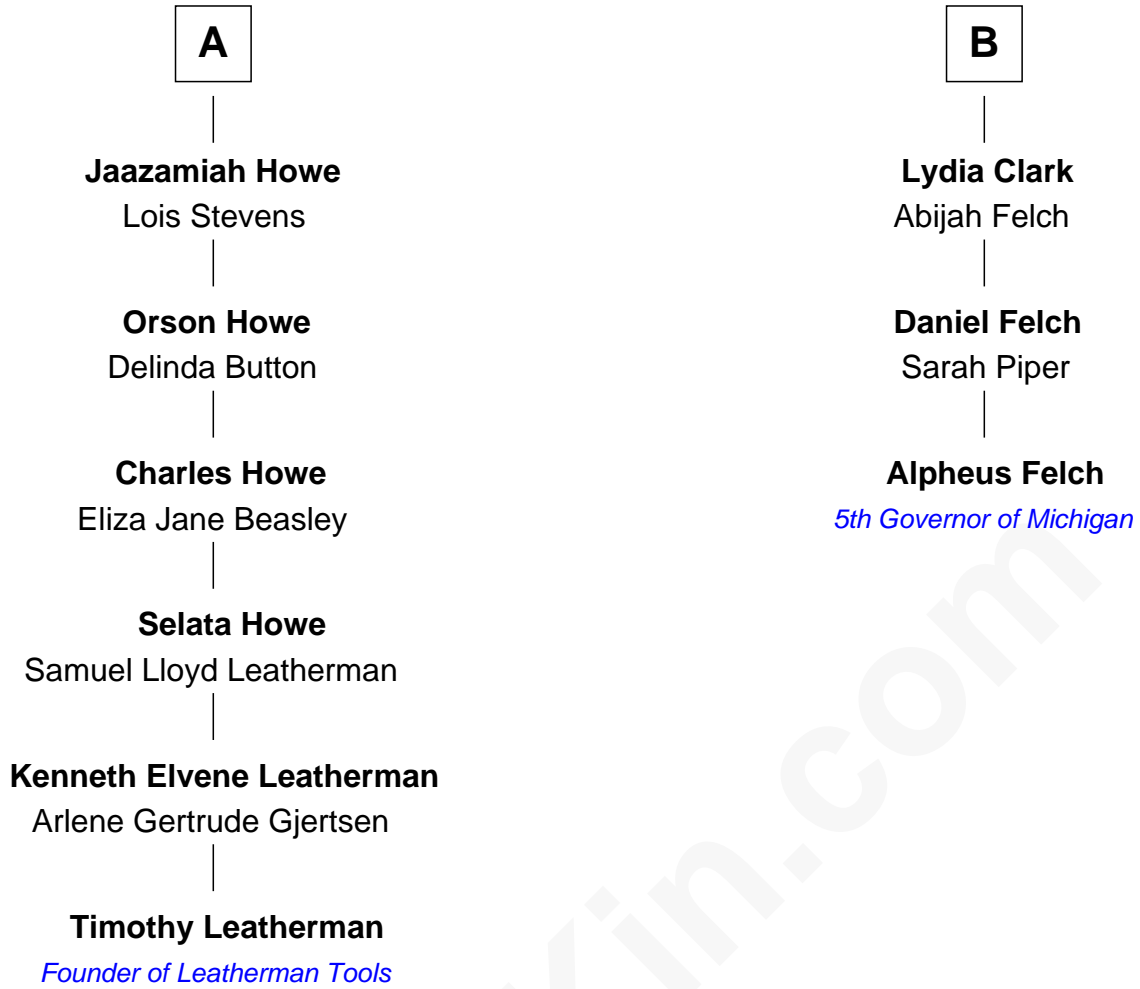 A
Jaazamiah Howe
Lois Stevens
Orson Howe
Delinda Button
Charles Howe
Eliza Jane Beasley
Selata Howe
Samuel Lloyd Leatherman
Kenneth Elvene Leatherman
Arlene Gertrude Gjertsen
Timothy Leatherman
Founder of Leatherman Tools
B
Lydia Clark
Abijah Felch
Daniel Felch
Sarah Piper
Alpheus Felch
5th Governor of Michigan
Kin.com